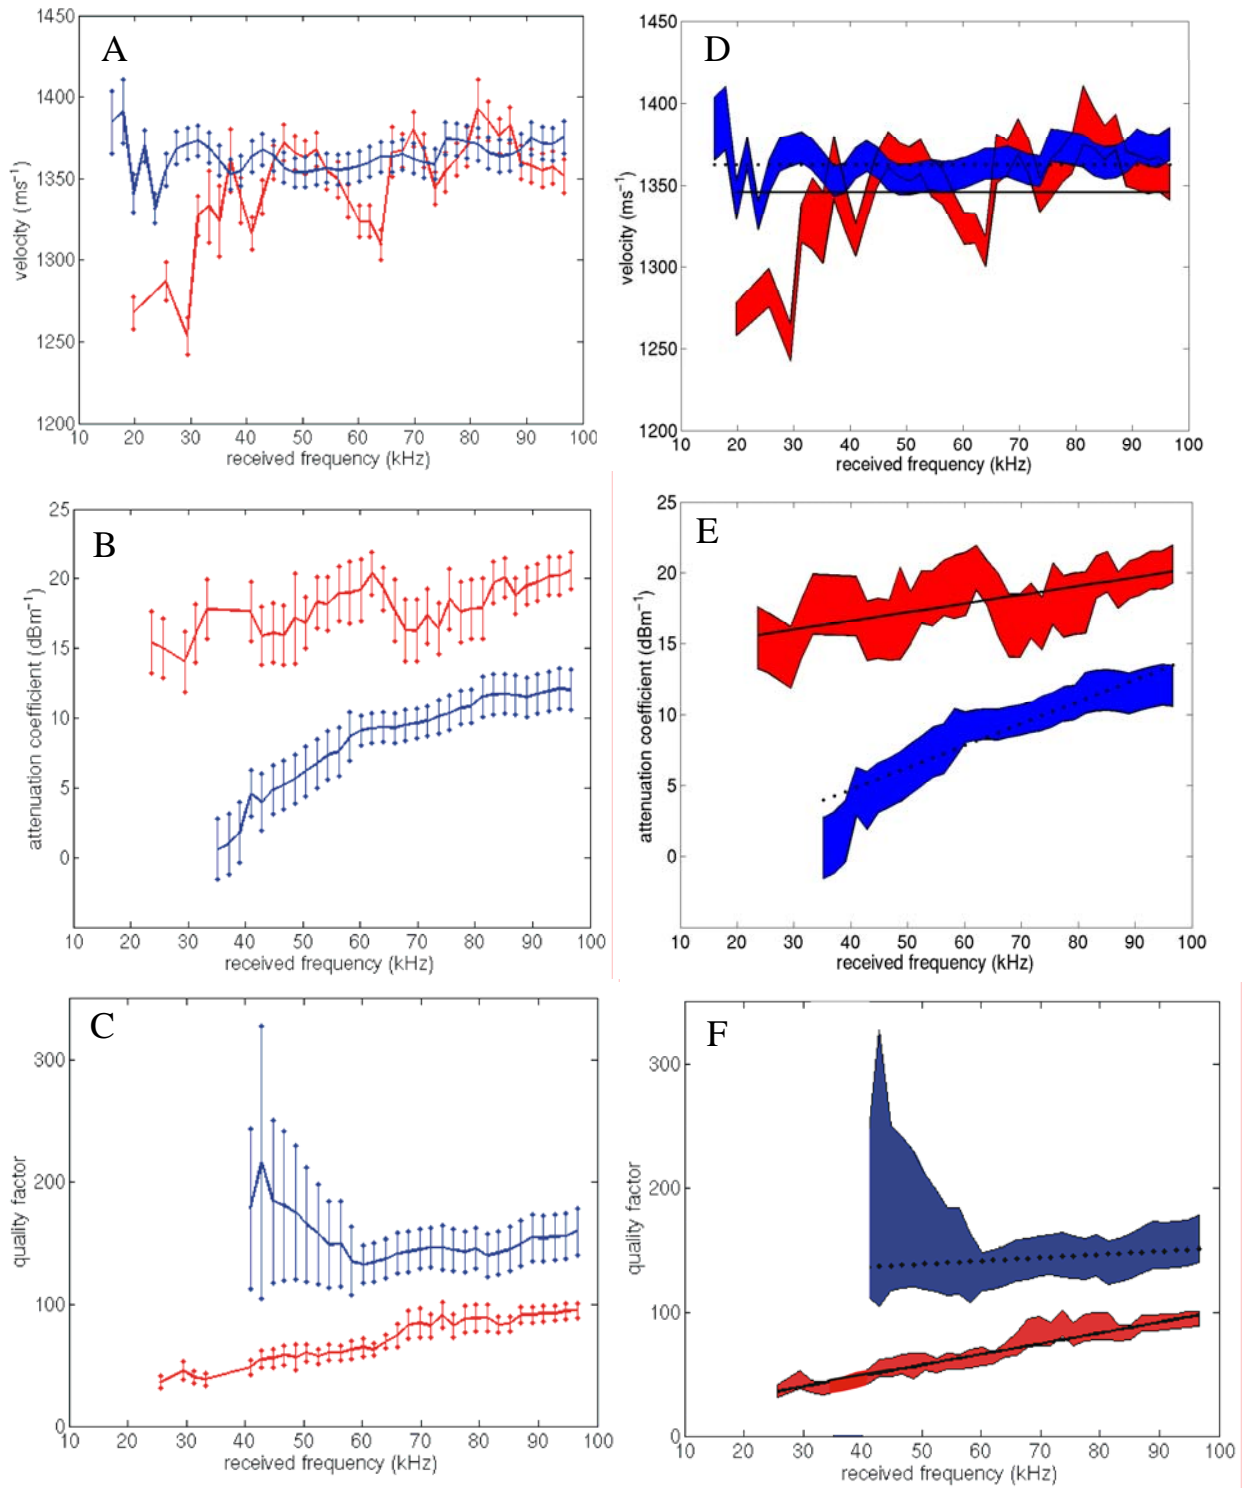 A
1450
1400
1350
1300
1250
1200
velocity (ms⁻¹)
10 20 30 40 50 60 70 80 90 100
received frequency (kHz)
D
1450
1400
1350
1300
1250
1200
velocity (ms⁻¹)
10 20 30 40 50 60 70 80 90 100
received frequency (kHz)
B
25
20
15
10
5
0
attenuation coefficient (dBm⁻¹)
10 20 30 40 50 60 70 80 90 100
received frequency (kHz)
E
25
20
15
10
5
0
attenuation coefficient (dBm⁻¹)
10 20 30 40 50 60 70 80 90 100
received frequency (kHz)
C
300
200
100
0
quality factor
10 20 30 40 50 60 70 80 90 100
received frequency (kHz)
F
300
200
100
0
quality factor
10 20 30 40 50 60 70 80 90 100
received frequency (kHz)